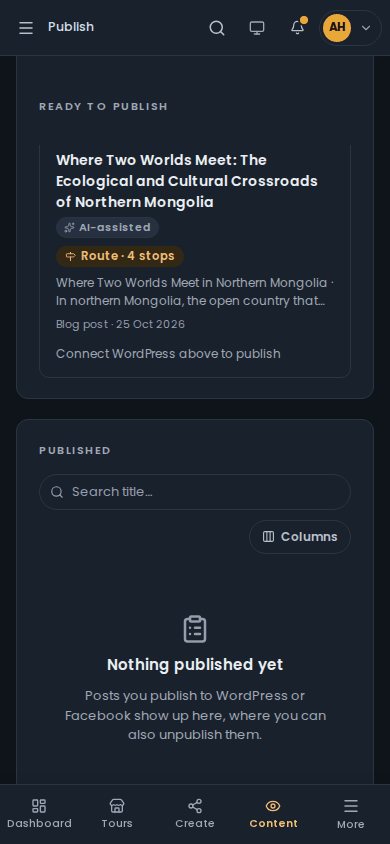 Publish
AH
READY TO PUBLISH
Where Two Worlds Meet: The
Ecological and Cultural Crossroads
of Northern Mongolia
AI-assisted
Route · 4 stops
Where Two Worlds Meet in Northern Mongolia ·
In northern Mongolia, the open country that…
Blog post · 25 Oct 2026
Connect WordPress above to publish
PUBLISHED
Search title…
Columns
Nothing published yet
Posts you publish to WordPress or
Facebook show up here, where you can
also unpublish them.
Dashboard
Tours
Create
Content
More